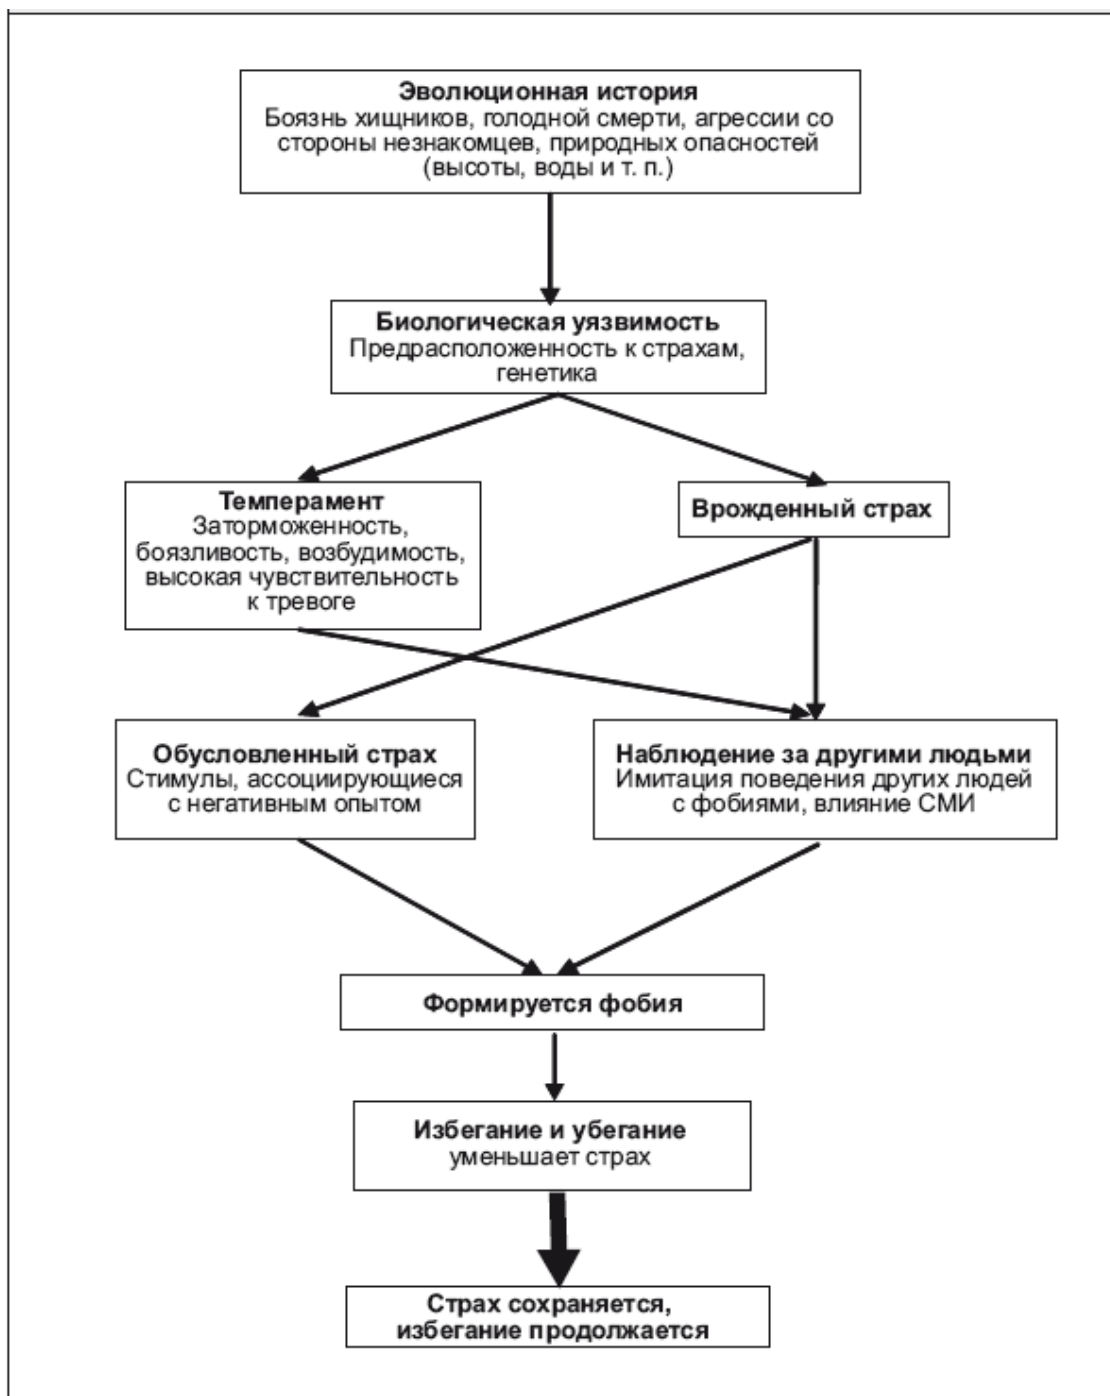 Эволюционная история
Боязнь хищников, голодной смерти, агрессии со
стороны незнакомцев, природных опасностей
(высоты, воды и т. п.)
Биологическая уязвимость
Предрасположенность к страхам,
генетика
Темперамент
Заторможенность,
боязливость, возбудимость,
высокая чувствительность
к тревоге
Врожденный страх
Обусловленный страх
Стимулы, ассоциирующиеся
с негативным опытом
Наблюдение за другими людьми
Имитация поведения других людей
с фобиями, влияние СМИ
Формируется фобия
Избегание и убегание
уменьшает страх
Страх сохраняется,
избегание продолжается